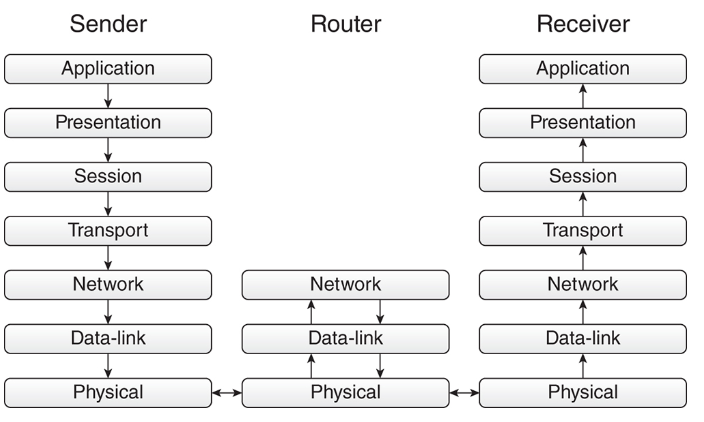 Sender Router Receiver
Application Application
Presentation Presentation
Session Session
Transport Transport
Network Network Network
Data-link Data-link Data-link
Physical Physical Physical